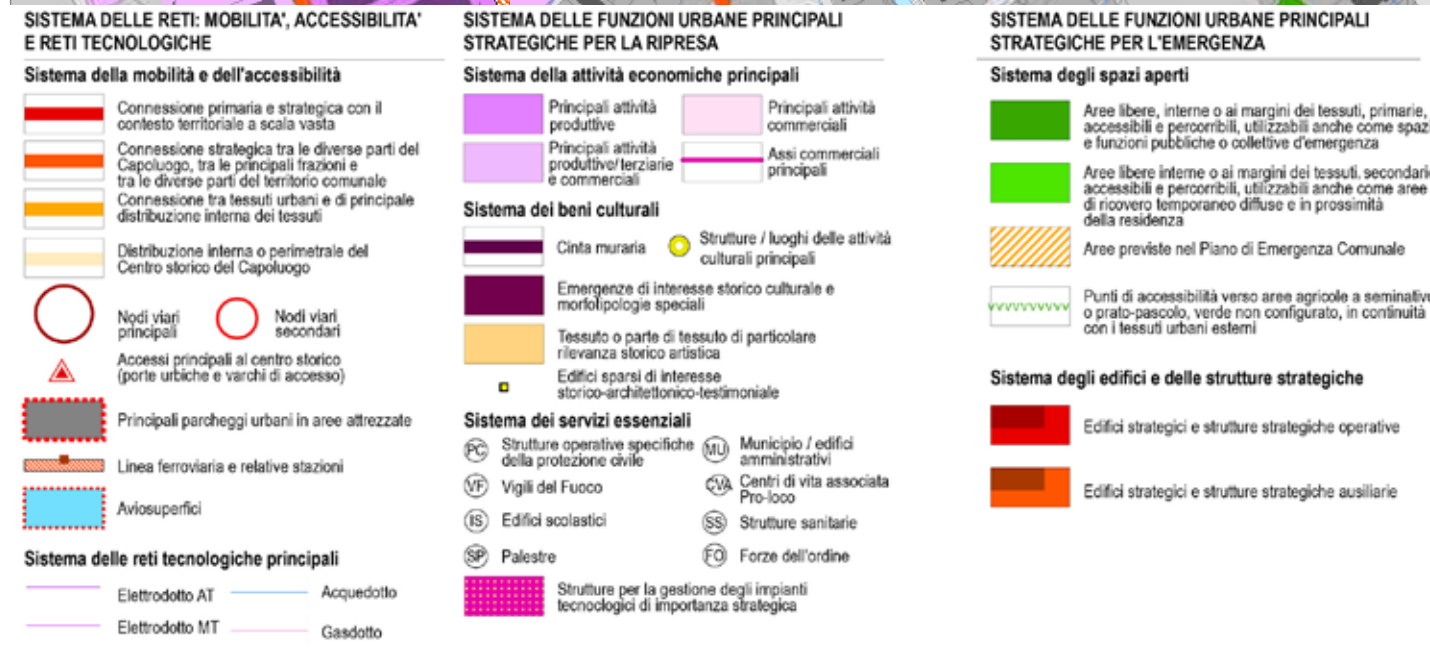 SISTEMA DELLE RETI: MOBILITA', ACCESSIBILITA'
E RETI TECNOLOGICHE
Sistema della mobilità e dell'accessibilità
Connessione primaria e strategica con il
contesto territoriale a scala vasta
Connessione strategica tra le diverse parti del
Capoluogo, tra le principali frazioni e
tra le diverse parti del territorio comunale
Connessione tra tessuti urbani e di principale
distribuzione interna dei tessuti
Distribuzione interna o perimetrale del
Centro storico del Capoluogo
Nodi viari
principali
Nodi viari
secondari
Accessi principali al centro storico
(porte urbiche e varchi di accesso)
Principali parcheggi urbani in aree attrezzate
Linea ferroviaria e relative stazioni
Aviosuperfici
Sistema delle reti tecnologiche principali
Elettrodotto AT
Acquedotto
Elettrodotto MT
Gasdotto
SISTEMA DELLE FUNZIONI URBANE PRINCIPALI
STRATEGICHE PER LA RIPRESA
Sistema della attività economiche principali
Principali attività
produttive
Principali attività
commerciali
Principali attività
produttive/terziarie
e commerciali
Assi commerciali
principali
Sistema dei beni culturali
Cinta muraria
Strutture / luoghi delle attività
culturali principali
Emergenze di interesse storico culturale e
morfolipologie speciali
Tessuto o parte di tessuto di particolare
rilevanza storico artistica
Edifici sparsi di interesse
storico-architettonico-testimoniale
Sistema dei servizi essenziali
PC Strutture operative specifiche
della protezione civile
MU Municipio / edifici
amministrativi
VF Vigili del Fuoco
CVA Centri di vita associata
Pro-loco
IS Edifici scolastici
SS Strutture sanitarie
SP Palestre
FO Forze dell'ordine
Strutture per la gestione degli impianti
tecnologici di importanza strategica
SISTEMA DELLE FUNZIONI URBANE PRINCIPALI
STRATEGICHE PER L'EMERGENZA
Sistema degli spazi aperti
Aree libere, interne o ai margini dei tessuti, primarie,
accessibili e percorribili, utilizzabili anche come spazi
e funzioni pubbliche o collettive d'emergenza
Aree libere interne o ai margini dei tessuti, secondarie
accessibili e percorribili, utilizzabili anche come aree
di ricovero temporaneo diffuse e in prossimità
della residenza
Aree previste nel Piano di Emergenza Comunale
Punti di accessibilità verso aree agricole a seminativo
o prato-pascolo, verde non configurato, in continuità
con i tessuti urbani esterni
Sistema degli edifici e delle strutture strategiche
Edifici strategici e strutture strategiche operative
Edifici strategici e strutture strategiche ausiliarie